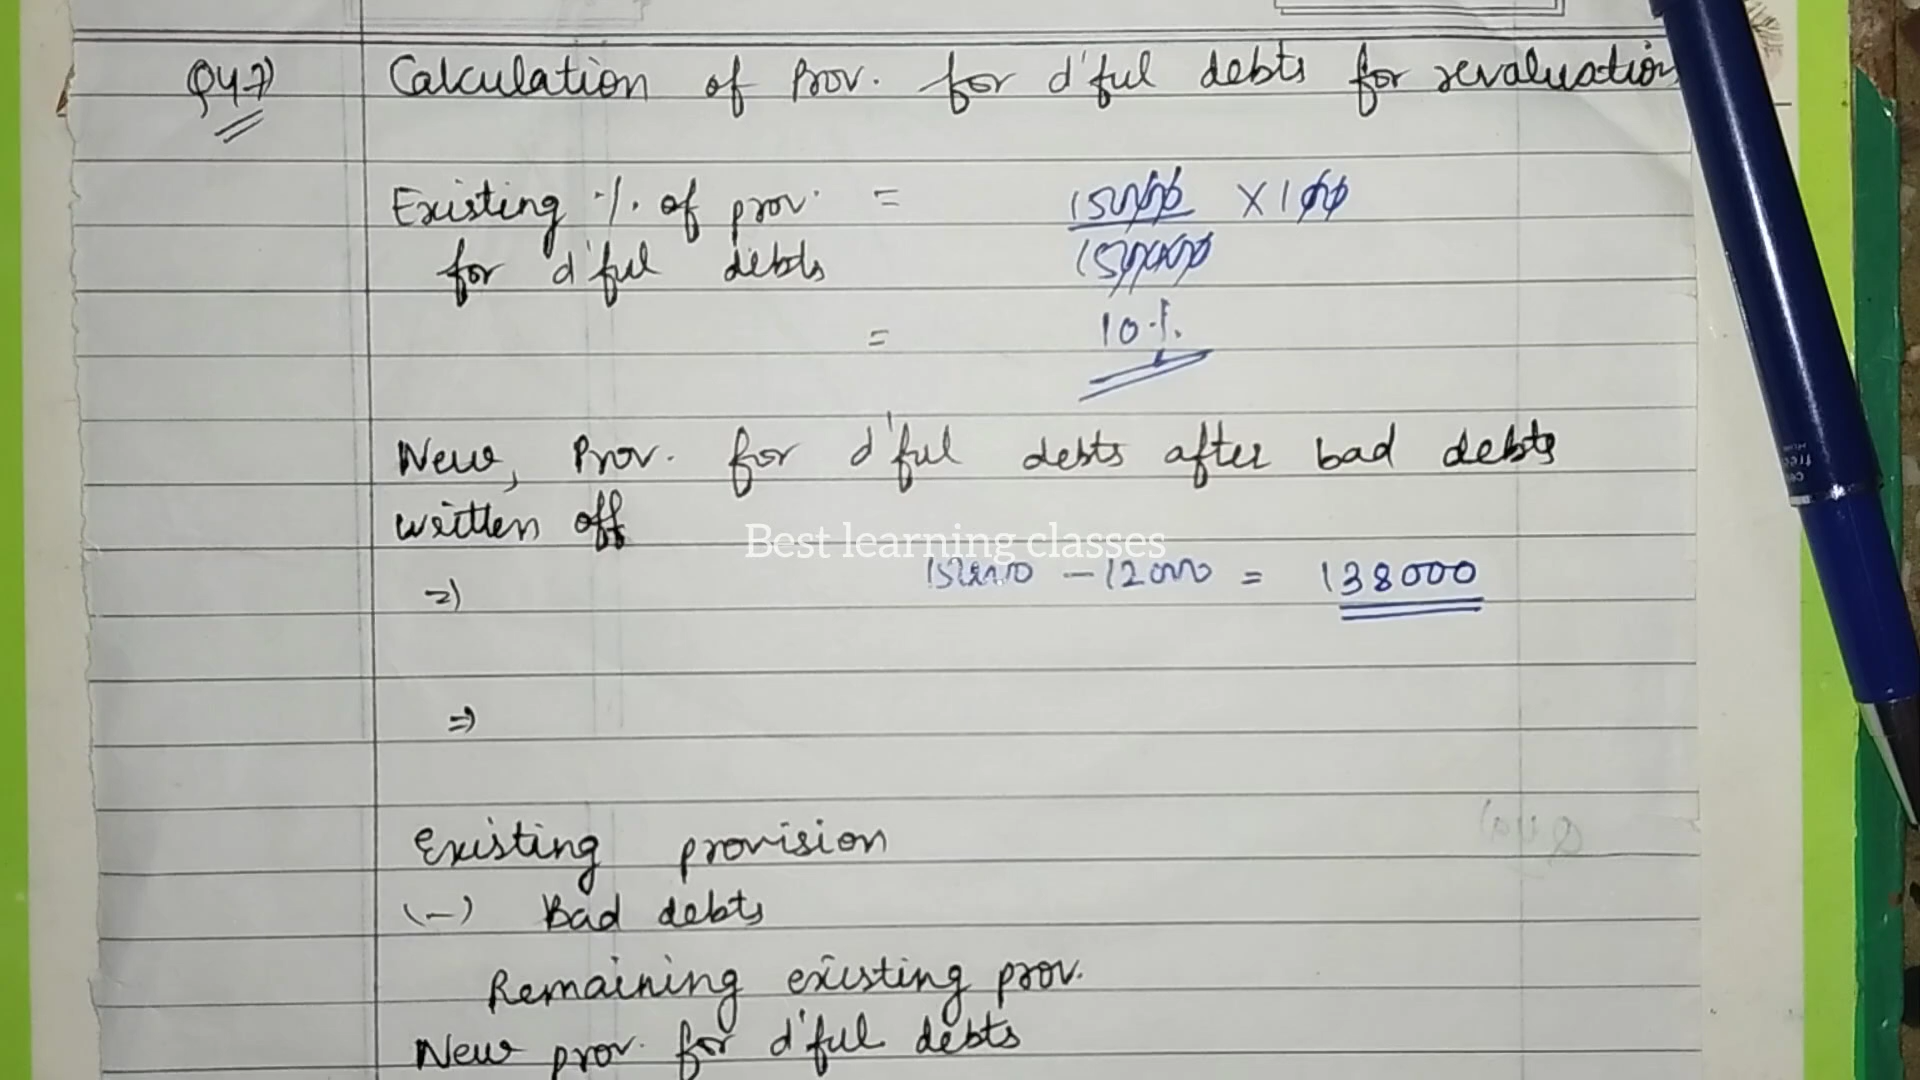 Q47) Calculation of Prov. for d'ful debts for revaluation
Existing % of prov. = 15000 × 100
for d'ful debts 150000
= 10%
New, Prov. for d'ful debts after bad debts
written off
Best learning classes
=) 150000 - 12000 = 138000
=)
Existing provision
(-) Bad debts
Remaining existing prov.
New prov. for d'ful debts